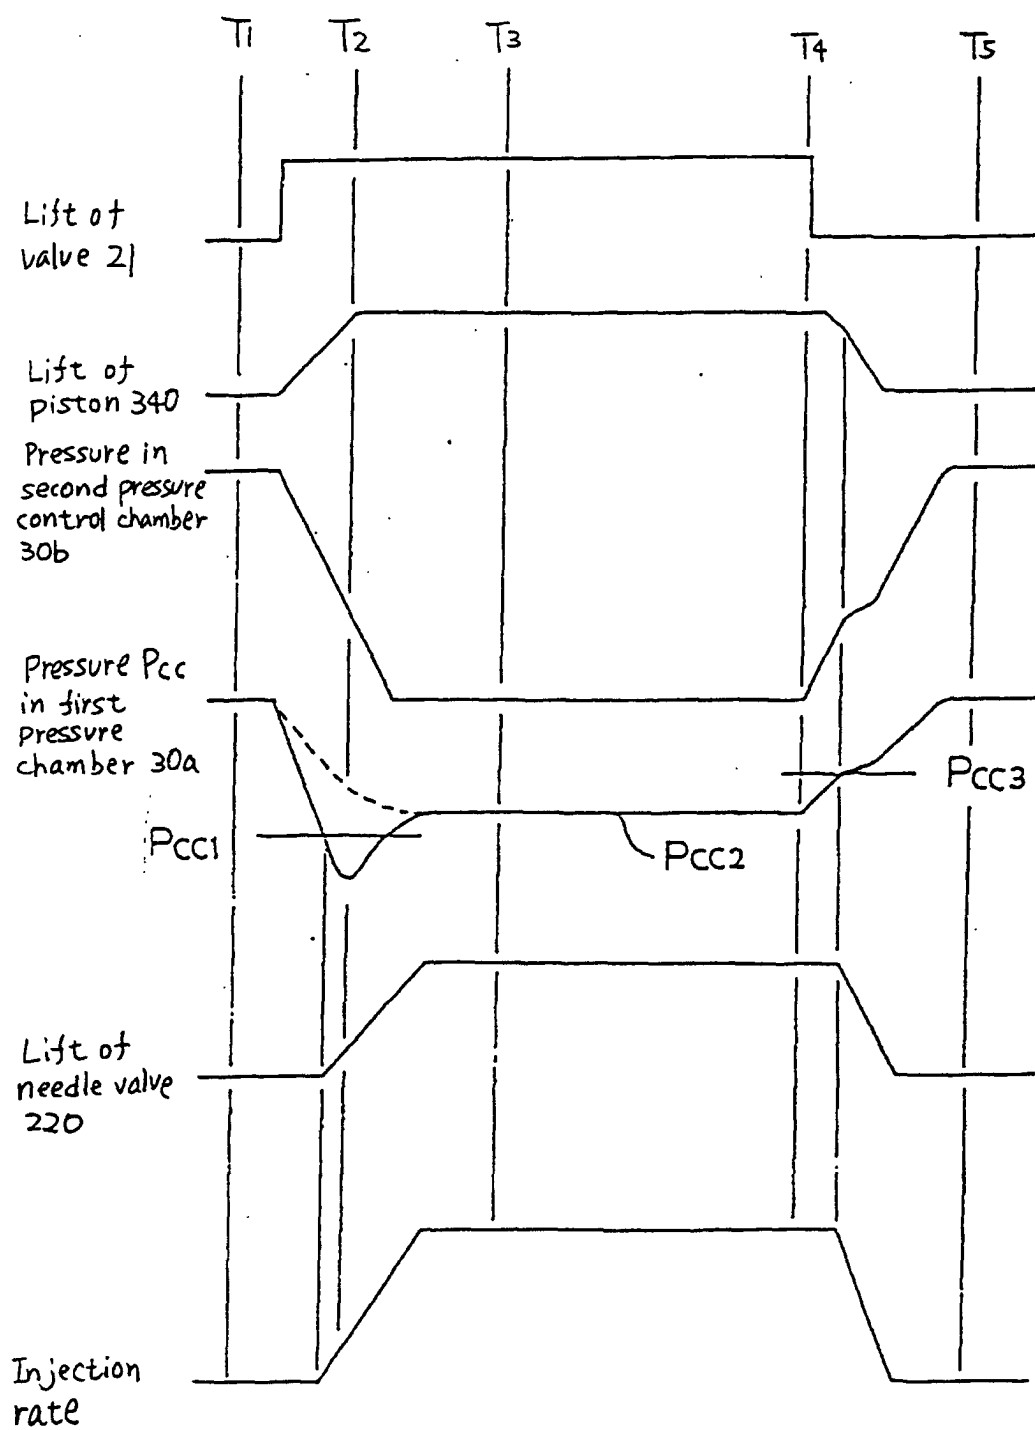 T1
T2
T3
T4
T5
Lift of
value 21
Lift of
piston 340
Pressure in
second pressure
control chamber
30b
Pressure Pcc
in first
pressure
chamber 30a
PCC1
PCC2
PCC3
Lift of
needle valve
220
Injection
rate